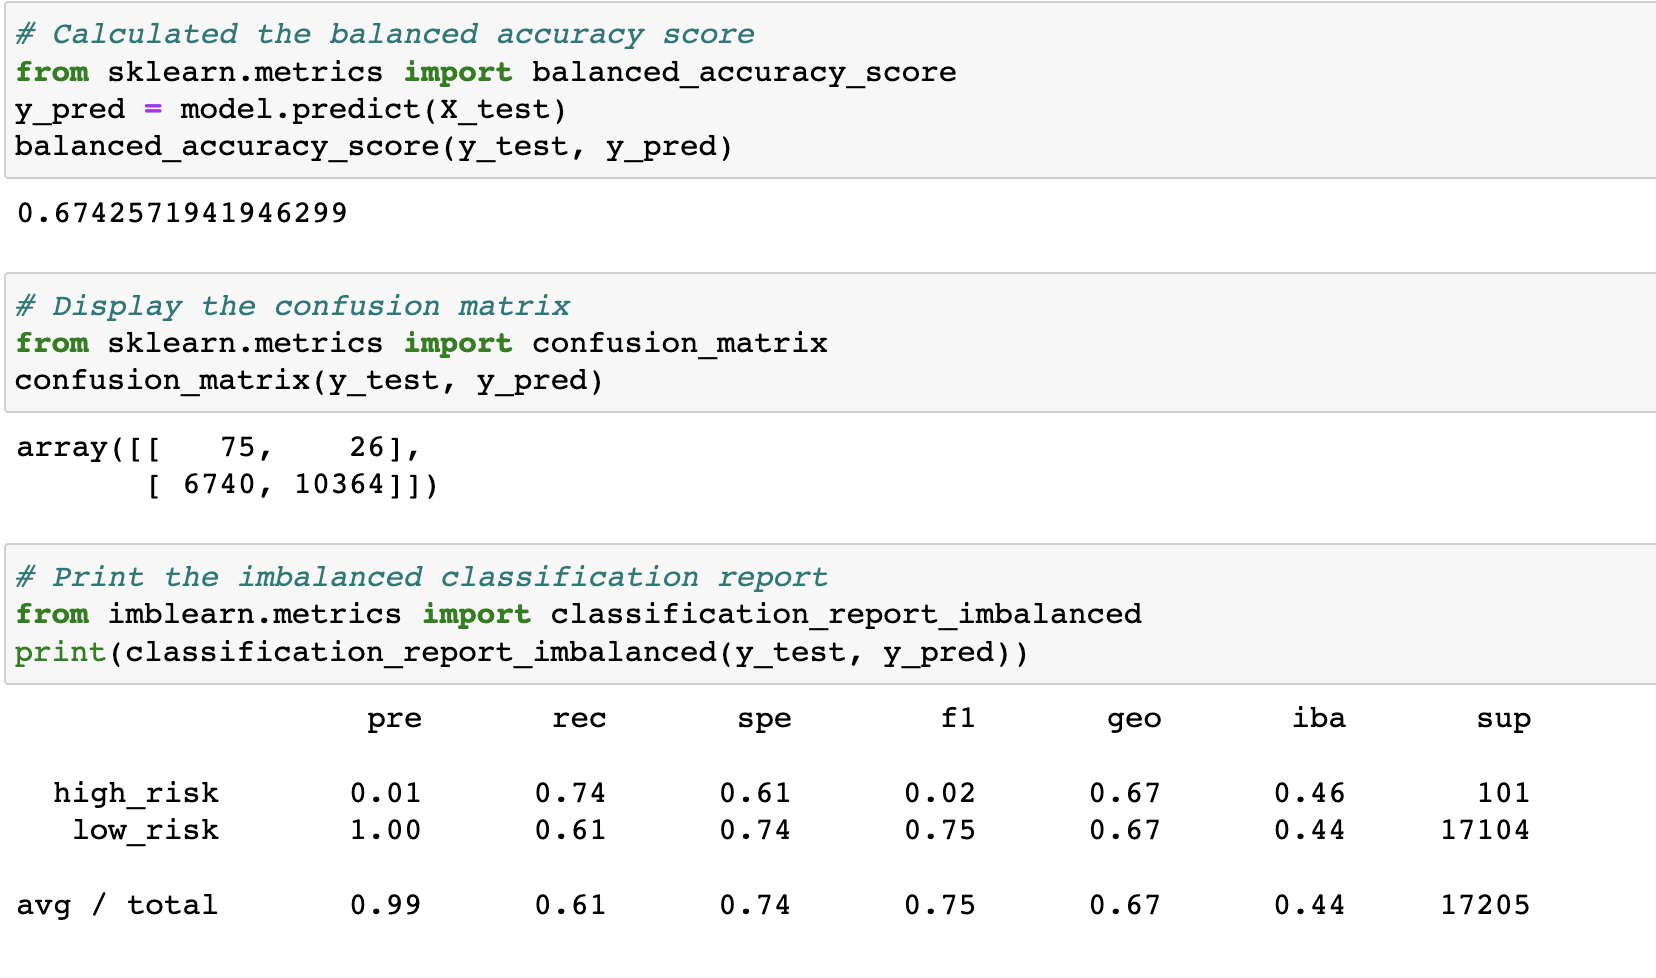 # Calculated the balanced accuracy score
from sklearn.metrics import balanced_accuracy_score
y_pred = model.predict(X_test)
balanced_accuracy_score(y_test, y_pred)
0.6742571941946299
# Display the confusion matrix
from sklearn.metrics import confusion_matrix
confusion_matrix(y_test, y_pred)
array([[   75,    26],
       [ 6740, 10364]])
# Print the imbalanced classification report
from imblearn.metrics import classification_report_imbalanced
print(classification_report_imbalanced(y_test, y_pred))
                   pre       rec       spe        f1       geo       iba       sup
  high_risk       0.01      0.74      0.61      0.02      0.67      0.46       101
   low_risk       1.00      0.61      0.74      0.75      0.67      0.44     17104
avg / total       0.99      0.61      0.74      0.75      0.67      0.44     17205